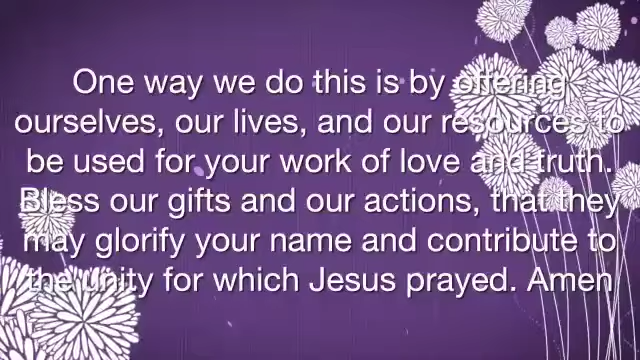 One way we do this is by offering
ourselves, our lives, and our resources to
be used for your work of love and truth.
Bless our gifts and our actions, that they
may glorify your name and contribute to
the unity for which Jesus prayed. Amen